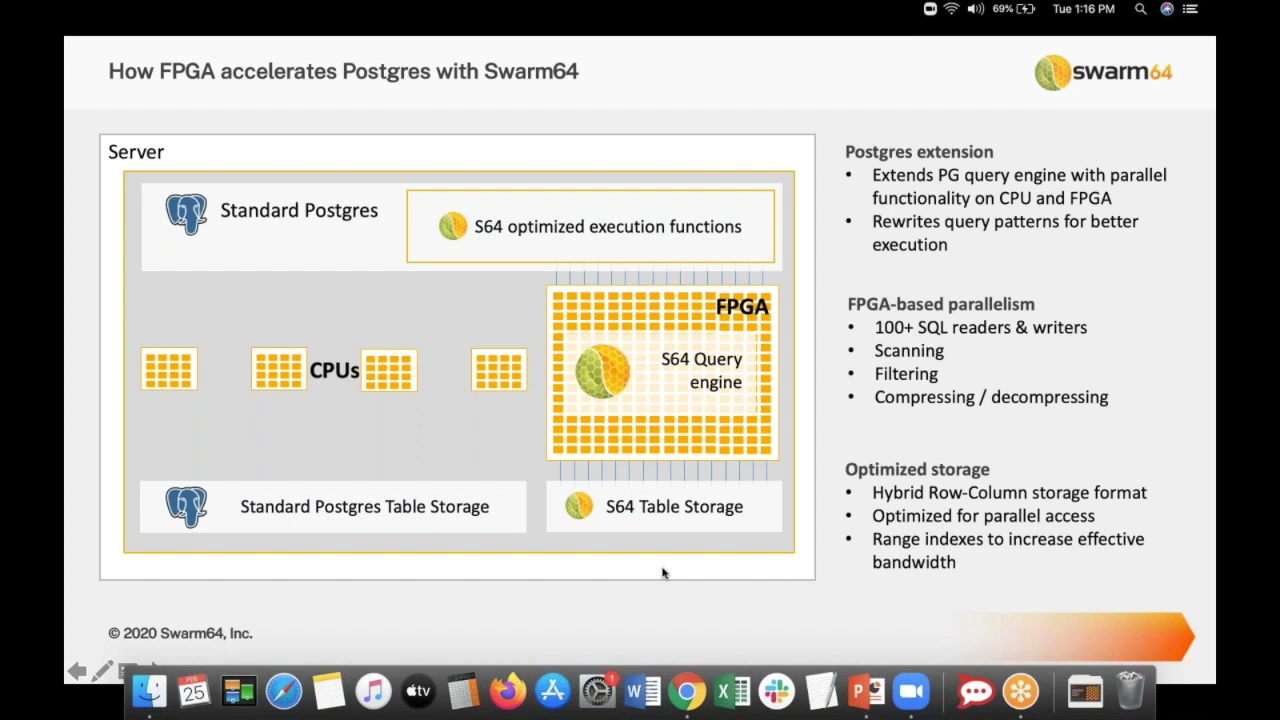 69%
Tue 1:16 PM
How FPGA accelerates Postgres with Swarm64
swarm64
Server
Standard Postgres
S64 optimized execution functions
FPGA
S64 Query
engine
CPUs
Standard Postgres Table Storage
S64 Table Storage
Postgres extension
• Extends PG query engine with parallel
functionality on CPU and FPGA
• Rewrites query patterns for better
execution
FPGA-based parallelism
• 100+ SQL readers & writers
• Scanning
• Filtering
• Compressing / decompressing
Optimized storage
• Hybrid Row-Column storage format
• Optimized for parallel access
• Range indexes to increase effective
bandwidth
© 2020 Swarm64, Inc.
FEB
25
tv
1
W
X
P